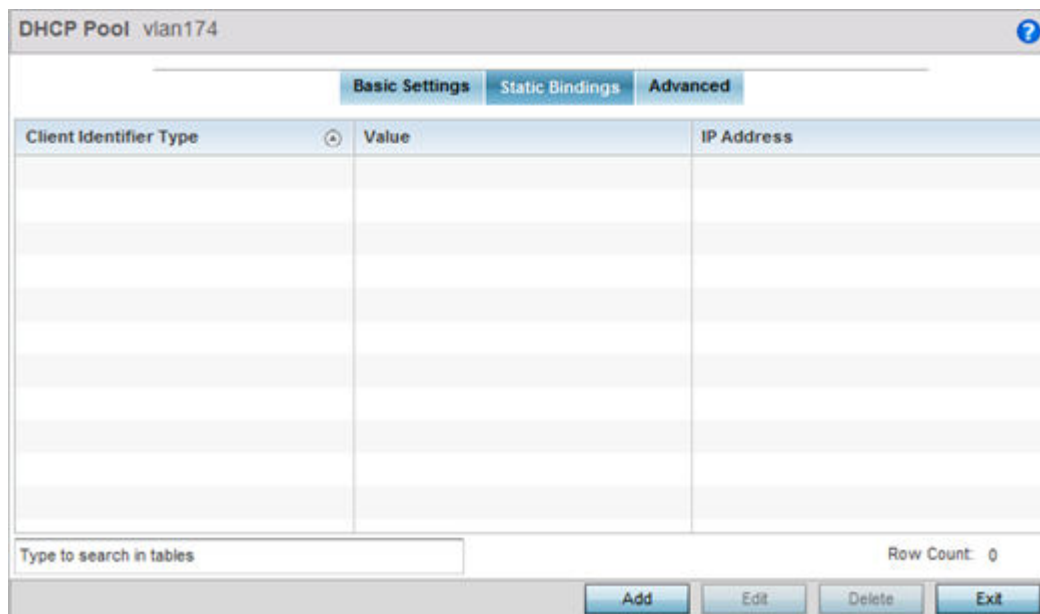 DHCP Pool vlan174
?
Basic Settings Static Bindings Advanced
Client Identifier Type Value IP Address
Type to search in tables Row Count: 0
Add Edit Delete Exit